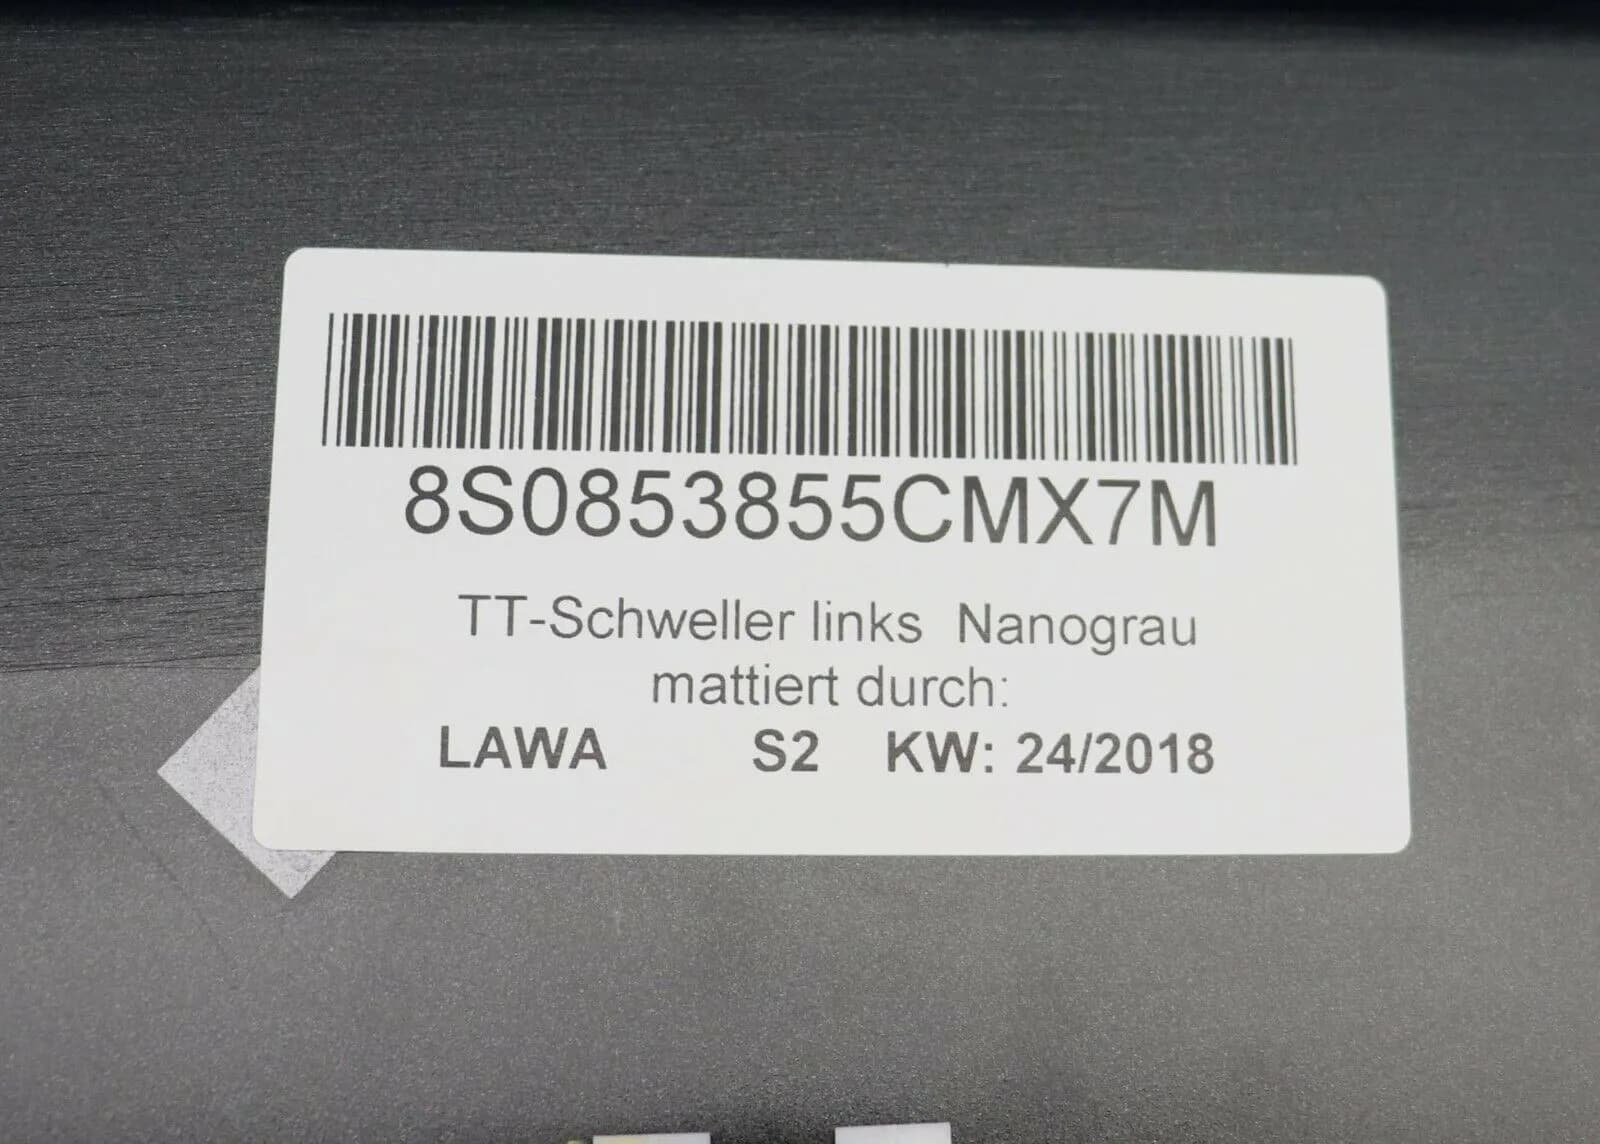 8S0853855CMX7M
TT-Schweller links Nanograu
mattiert durch:
LAWA S2 KW: 24/2018